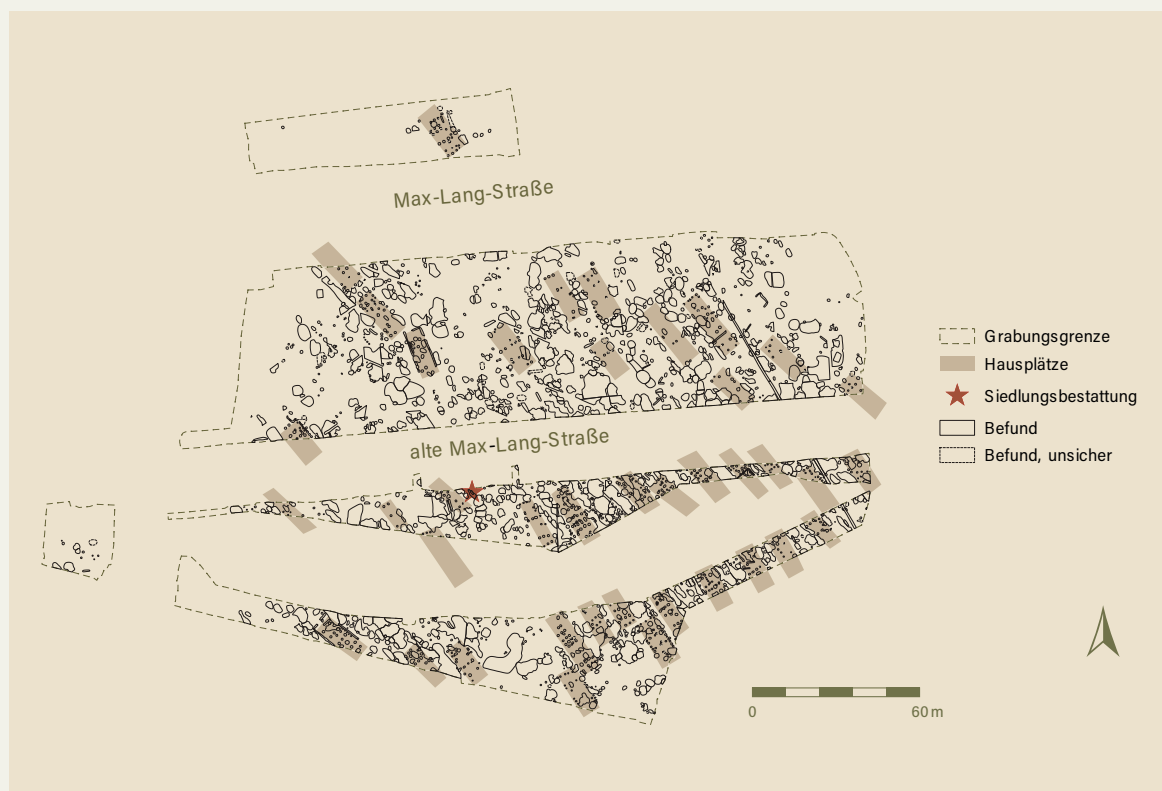 Max-Lang-Straße
Grabungsgrenze
Hausplätze
Siedlungsbestattung
Befund
Befund, unsicher
alte Max-Lang-Straße
0 60 m